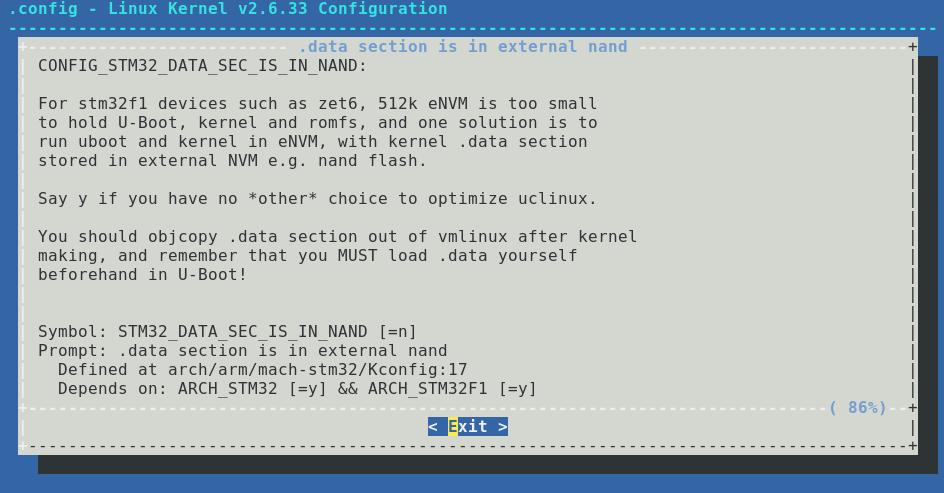 .config - Linux Kernel v2.6.33 Configuration
.data section is in external nand
CONFIG_STM32_DATA_SEC_IS_IN_NAND:
For stm32f1 devices such as zet6, 512k eNVM is too small
to hold U-Boot, kernel and romfs, and one solution is to
run uboot and kernel in eNVM, with kernel .data section
stored in external NVM e.g. nand flash.
Say y if you have no *other* choice to optimize uclinux.
You should objcopy .data section out of vmlinux after kernel
making, and remember that you MUST load .data yourself
beforehand in U-Boot!
Symbol: STM32_DATA_SEC_IS_IN_NAND [=n]
Prompt: .data section is in external nand
Defined at arch/arm/mach-stm32/Kconfig:17
Depends on: ARCH_STM32 [=y] && ARCH_STM32F1 [=y]
( 86%)
< Exit >